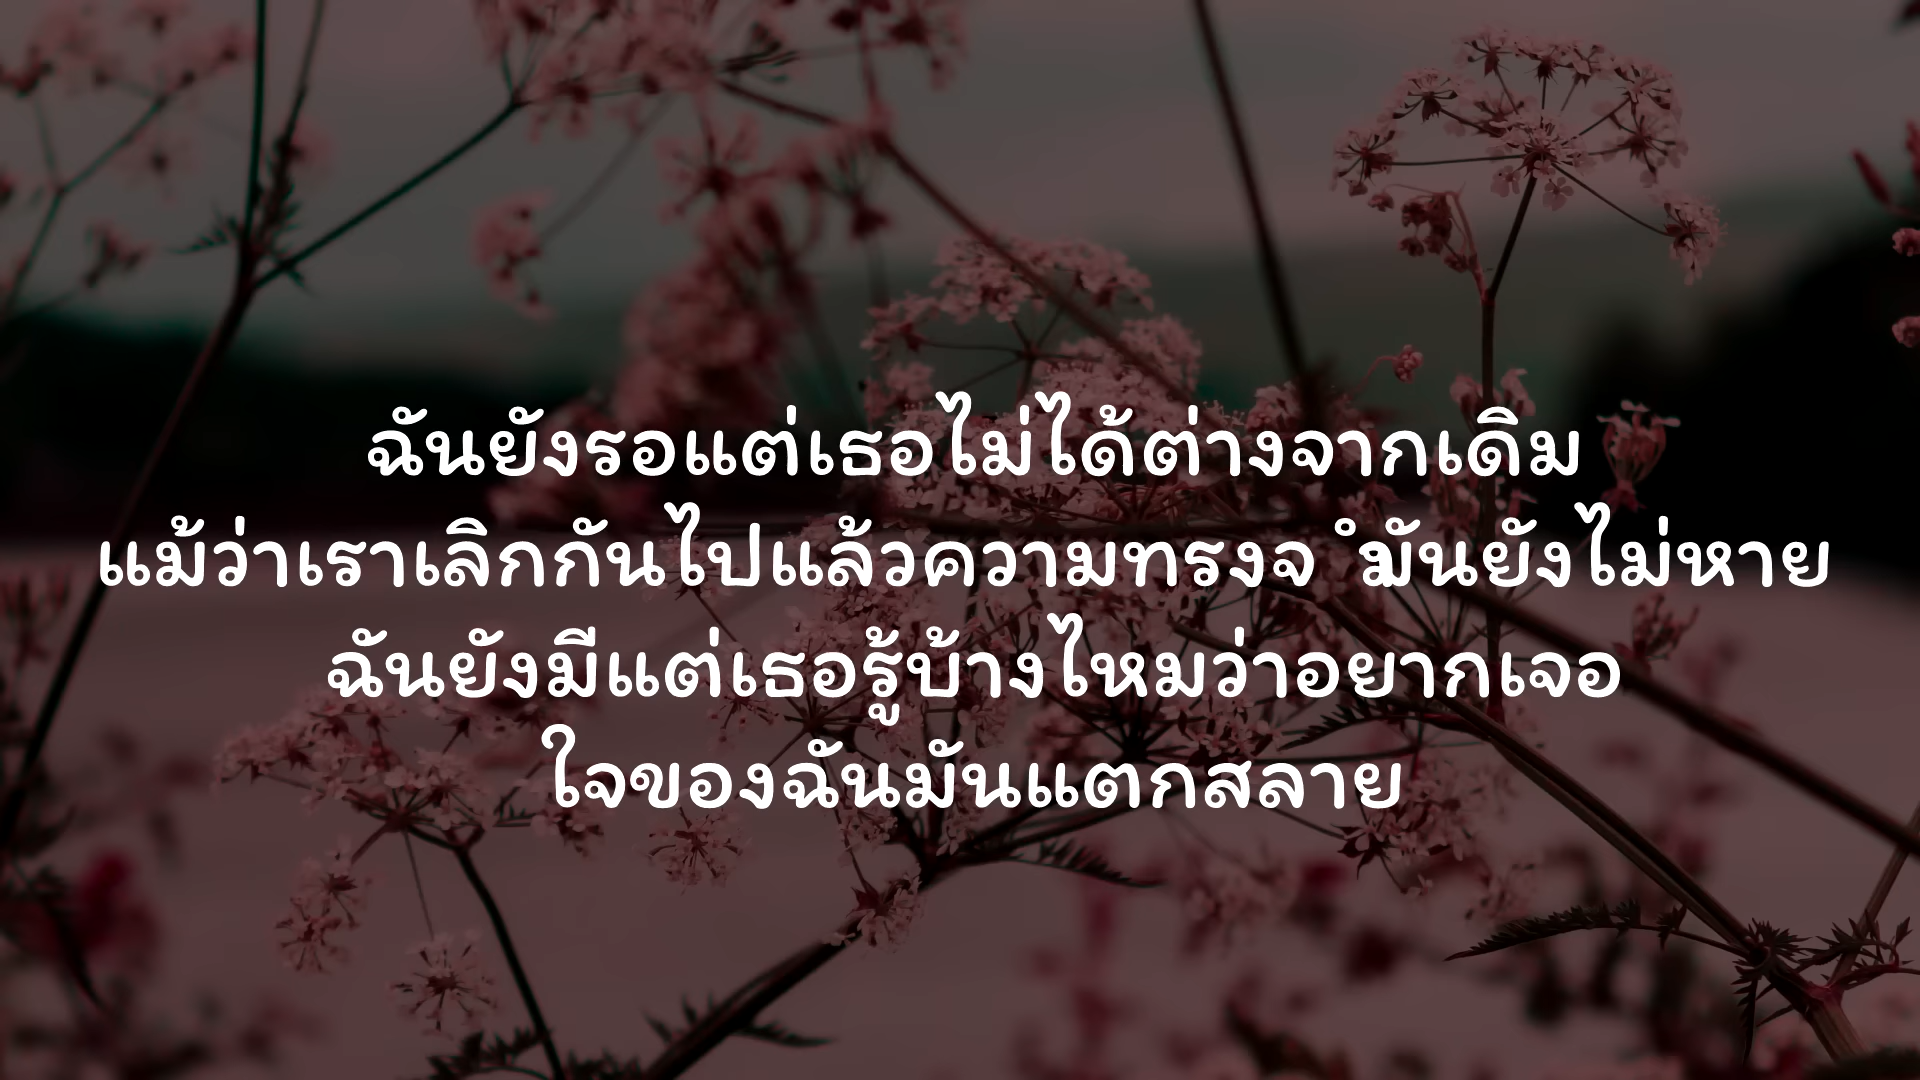 ฉันยังรอแต่เธอไม่ได้ต่างจากเดิม
แม้ว่าเราเลิกกันไปแล้วความทรงจำมันยังไม่หาย
ฉันยังมีแต่เธอรู้บ้างไหมว่าอยากเจอ
ใจของฉันมันแตกสลาย